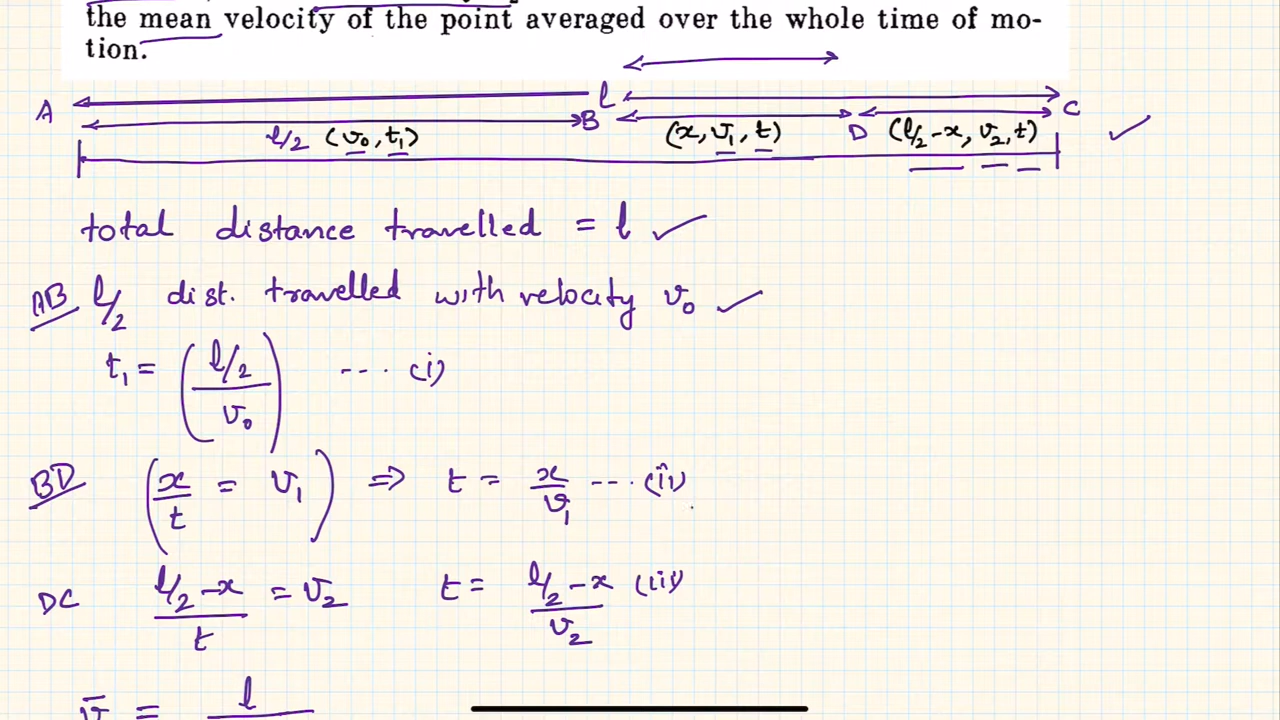 the mean velocity of the point averaged over the whole time of mo-
tion.
A l C
l/2 (v₀, t₁) B (x, v₁, t) D (l/2-x, v₂, t)
total distance travelled = l
AB l/2 dist. travelled with velocity v₀
t₁ = (l/2 / v₀) --- (i)
BD (x/t = v₁) ⇒ t = x/v₁ --- (ii)
DC l/2-x / t = v₂ t = l/2-x / v₂ (iii)
v̄ = l